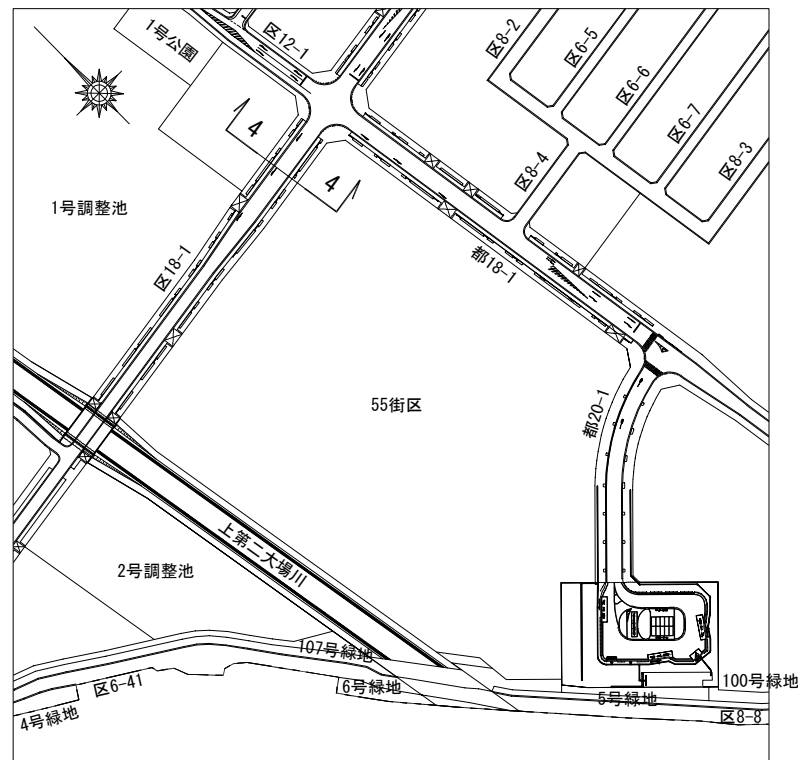 区12-1
1号公園
区8-2
区6-5
区6-6
区6-7
区8-3
4
4
区8-4
1号調整池
区18-1
都18-1
55街区
都20-1
上第二大場川
2号調整池
107号緑地
6号緑地
区6-41
4号緑地
5号緑地
100号緑地
区8-8